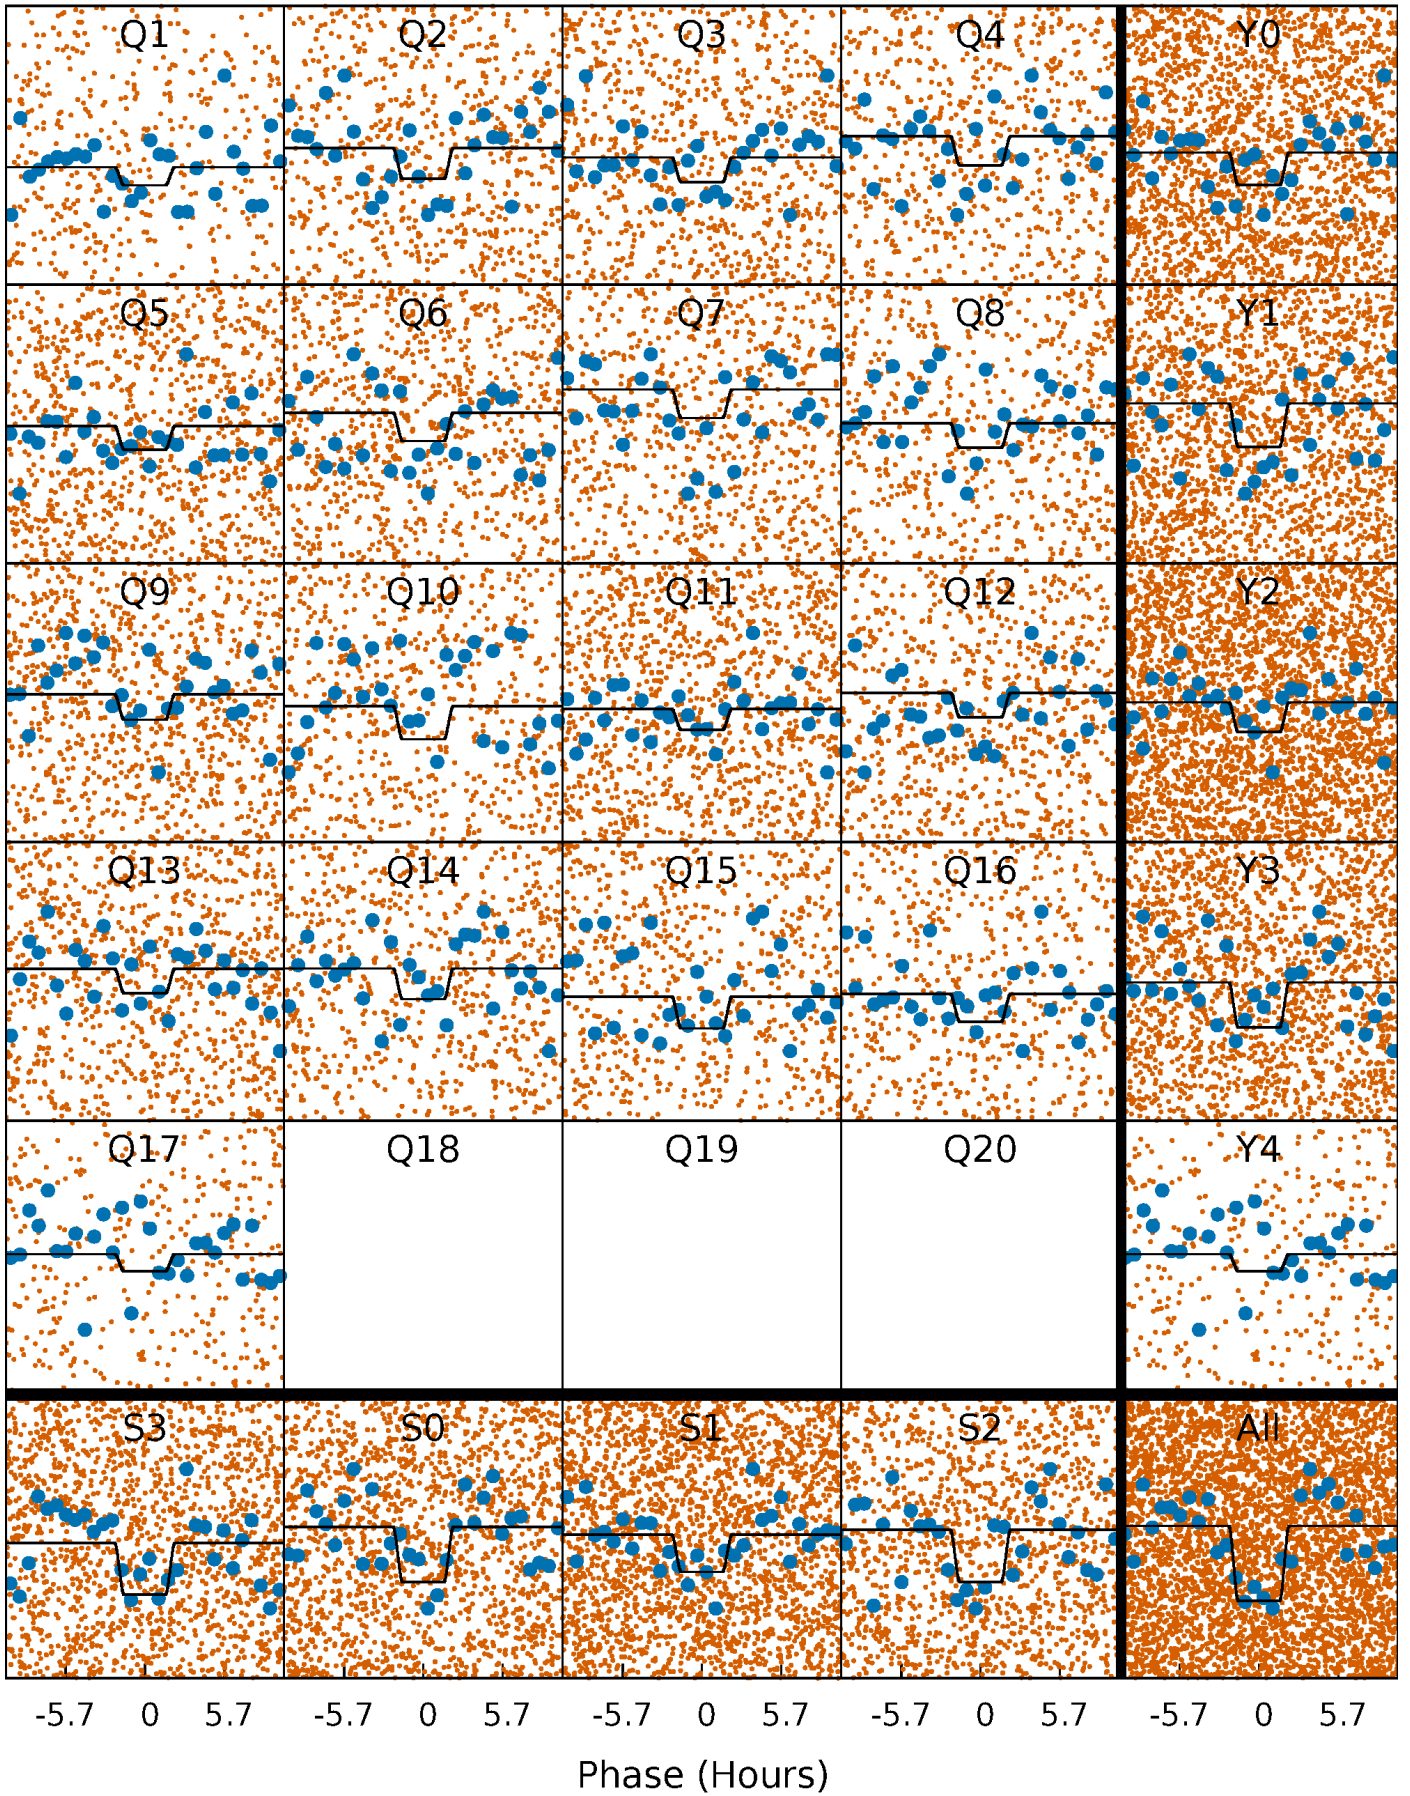 Q1 Q2 Q3 Q4 Y0
Q5 Q6 Q7 Q8 Y1
Q9 Q10 Q11 Q12 Y2
Q13 Q14 Q15 Q16 Y3
Q17 Q18 Q19 Q20 Y4
S3 S0 S1 S2 All
-5.7 0 5.7 -5.7 0 5.7 -5.7 0 5.7 -5.7 0 5.7 -5.7 0 5.7
Phase (Hours)